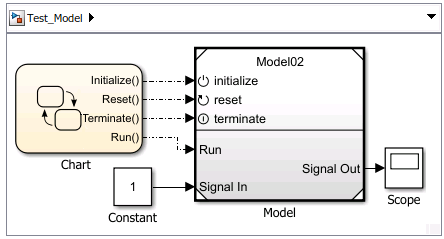 Test_Model
Model02
Initialize()
initialize
Reset()
reset
Terminate()
terminate
Run()
Run
Chart
Signal Out
1
Signal In
Scope
Constant
Model